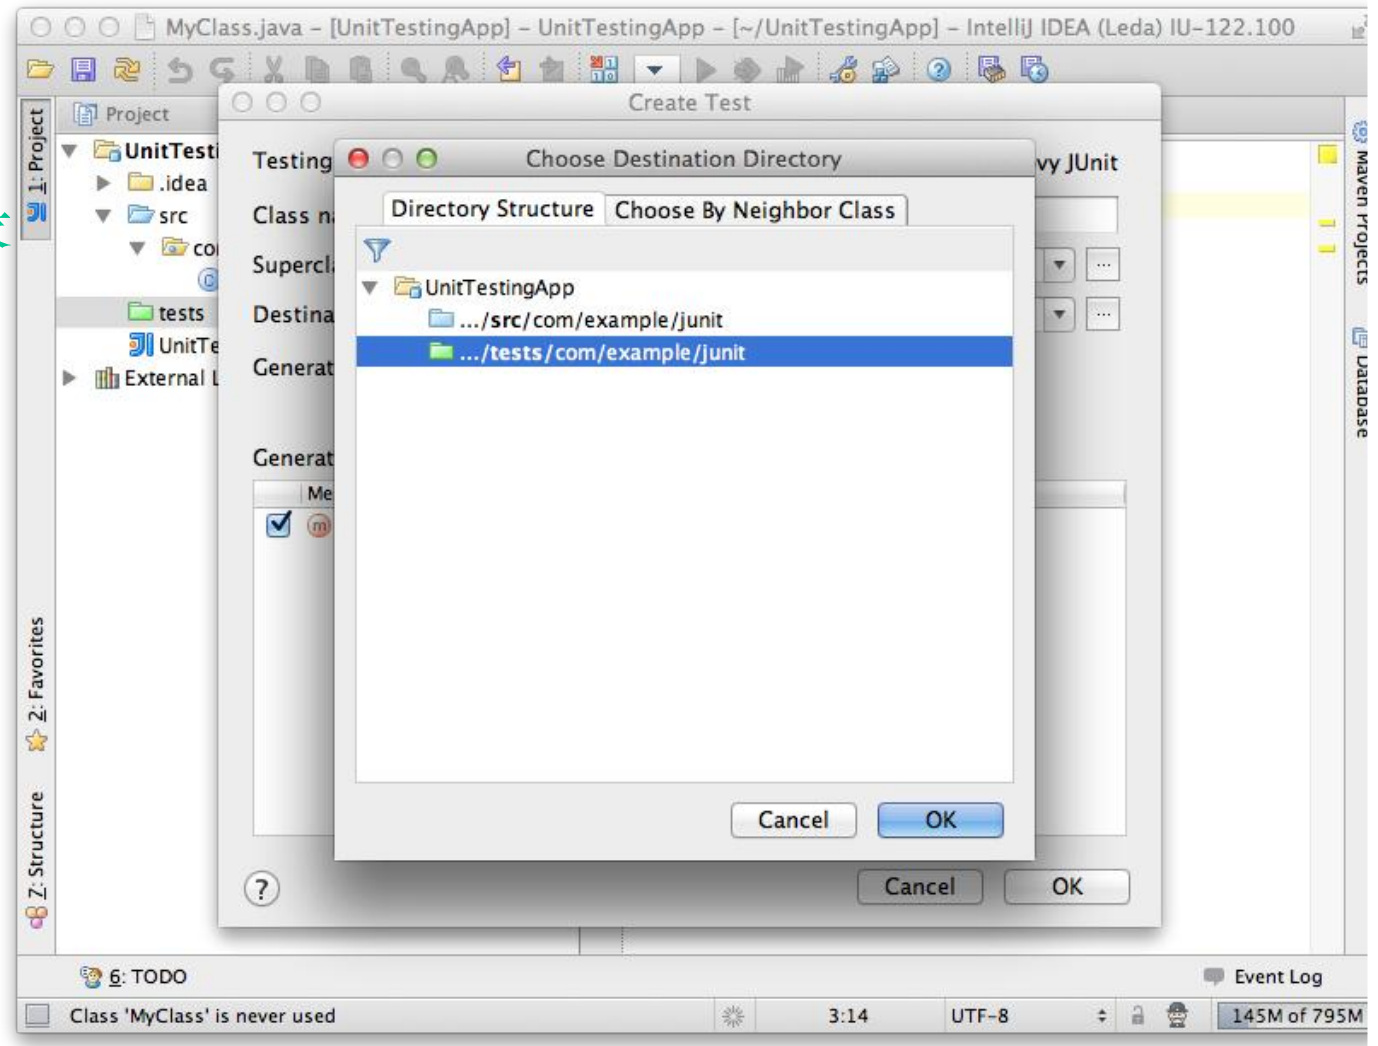 MyClass.java – [UnitTestingApp] – UnitTestingApp – [~/UnitTestingApp] – IntelliJ IDEA (Leda) IU-122.100
Project
Create Test
1: Project
UnitTesti
.idea
src
co
tests
UnitTe
External L
Testing
vy JUnit
Class na
Supercla
Destina
Generat
Generat
Me
m
Choose Destination Directory
Directory Structure
Choose By Neighbor Class
UnitTestingApp
.../src/com/example/junit
.../tests/com/example/junit
Cancel
OK
?
Cancel
OK
2: Favorites
7: Structure
Maven Projects
Database
6: TODO
Event Log
Class 'MyClass' is never used
3:14
UTF-8
145M of 795M